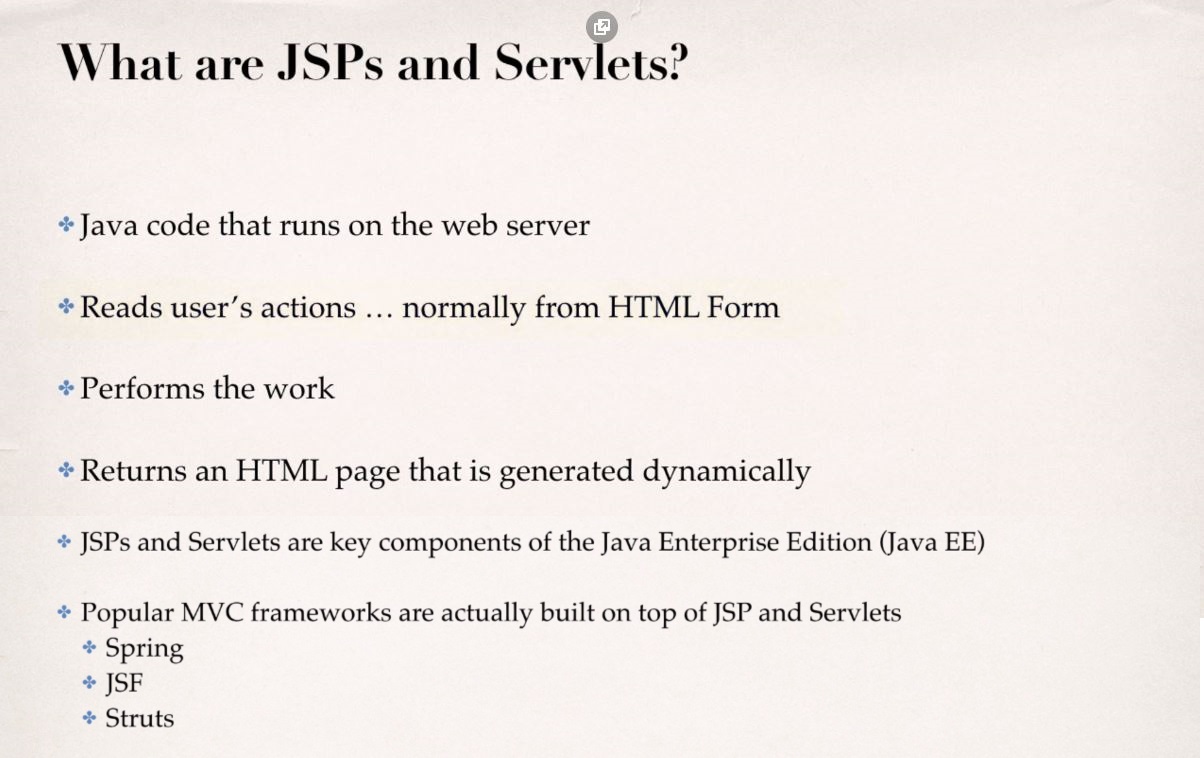 What are JSPs and Servlets?
Java code that runs on the web server
Reads user’s actions … normally from HTML Form
Performs the work
Returns an HTML page that is generated dynamically
JSPs and Servlets are key components of the Java Enterprise Edition (Java EE)
Popular MVC frameworks are actually built on top of JSP and Servlets
Spring
JSF
Struts